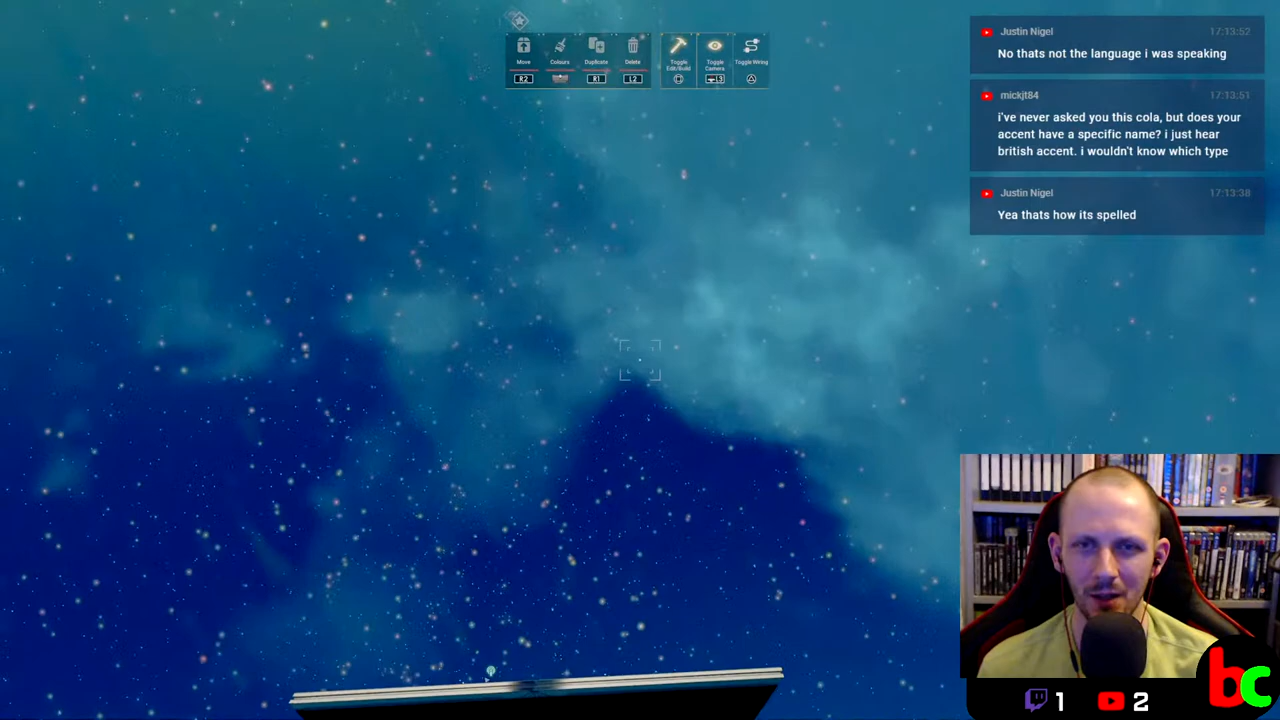 Move
Colours
Duplicate
Delete
Toggle
Edit/Build
Toggle
Camera
Toggle Wiring
R2
R1
L2
L3
Justin Nigel 17:13:52
No thats not the language i was speaking
mickjt84 17:13:51
i've never asked you this cola, but does your
accent have a specific name? i just hear
british accent. i wouldn't know which type
Justin Nigel 17:13:38
Yea thats how its spelled
1
2
bc